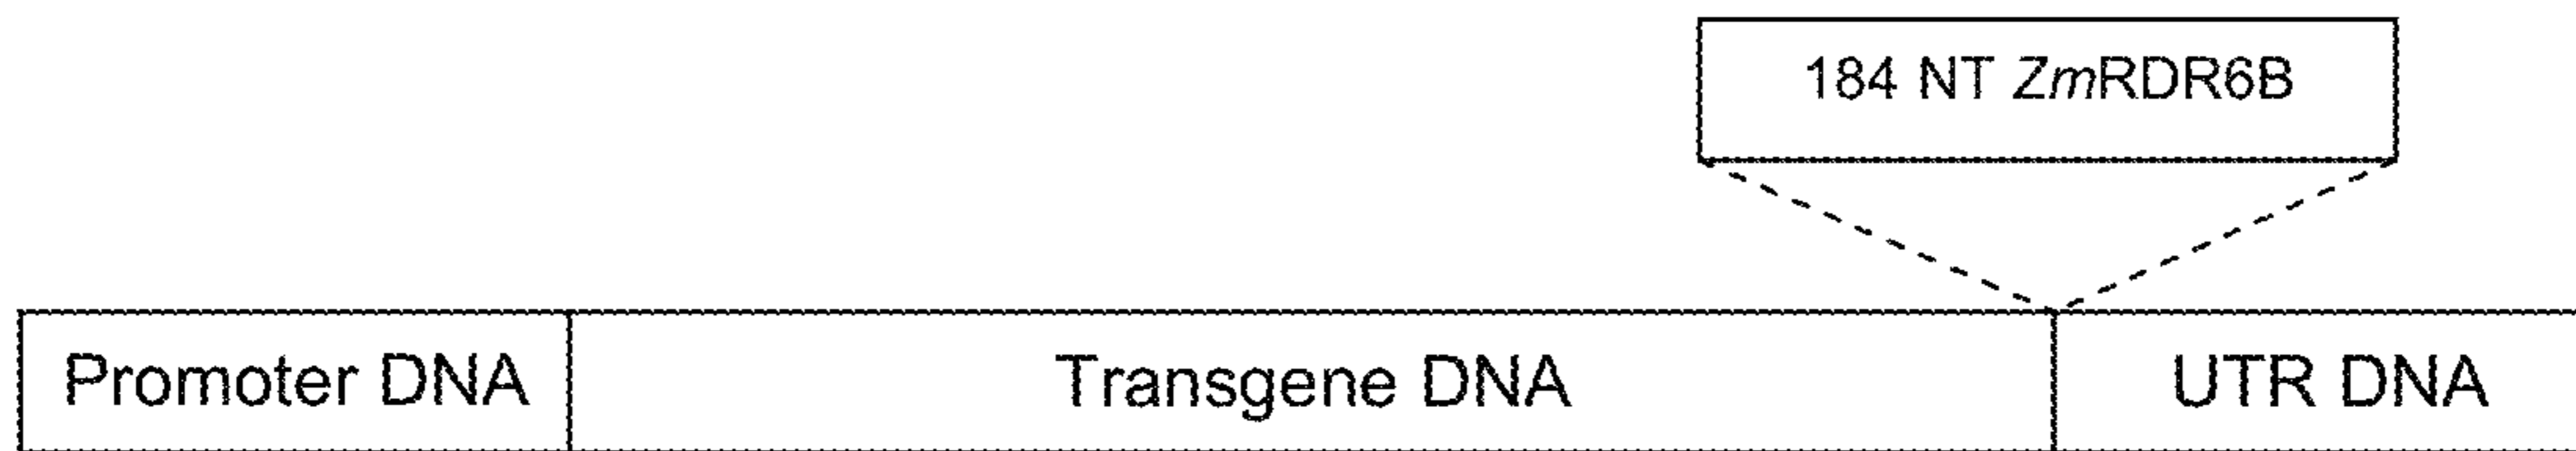 184 NT ZmRDR6B
Promoter DNA
Transgene DNA
UTR DNA